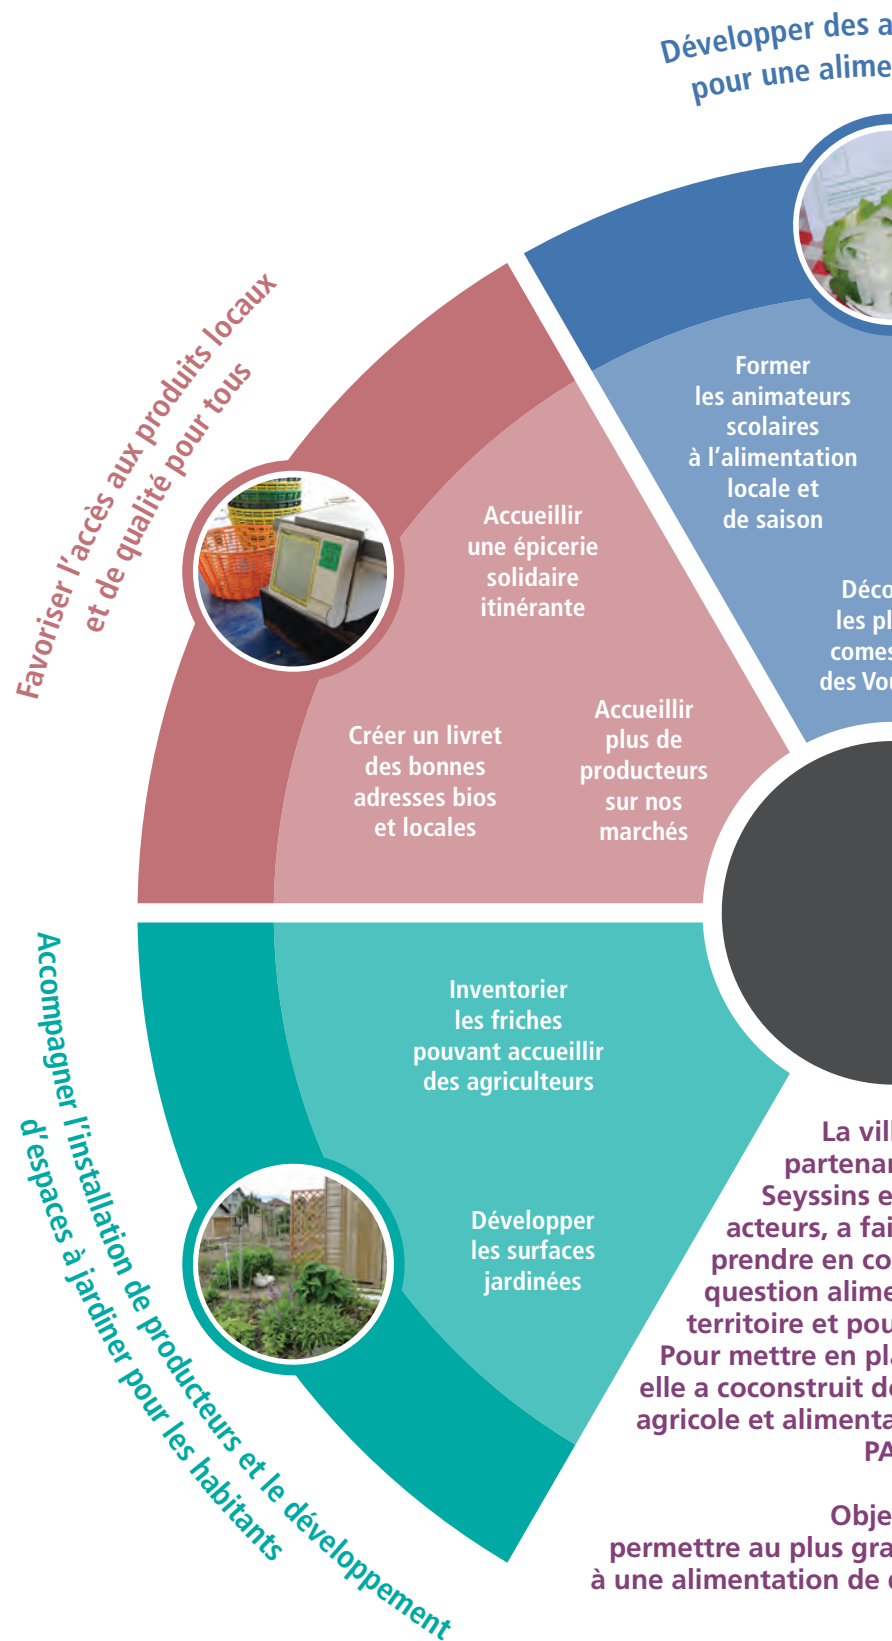 Développer des a
pour une alime
Former
les animateurs
scolaires
à l'alimentation
locale et
de saison
Déco
les pl
comes
des Vou
Favoriser l'accès aux produits locaux
et de qualité pour tous
Accueillir
une épicerie
solidaire
itinérante
Créer un livret
des bonnes
adresses bios
et locales
Accueillir
plus de
producteurs
sur nos
marchés
Accompagner l'installation de producteurs et le développement
d'espaces à jardiner pour les habitants
Inventorier
les friches
pouvant accueillir
des agriculteurs
Développer
les surfaces
jardinées
La vill
partenar
Seyssins e
acteurs, a fai
prendre en co
question alime
territoire et pou
Pour mettre en pla
elle a coconstruit de
agricole et alimenta
PA
Obje
permettre au plus gra
à une alimentation de